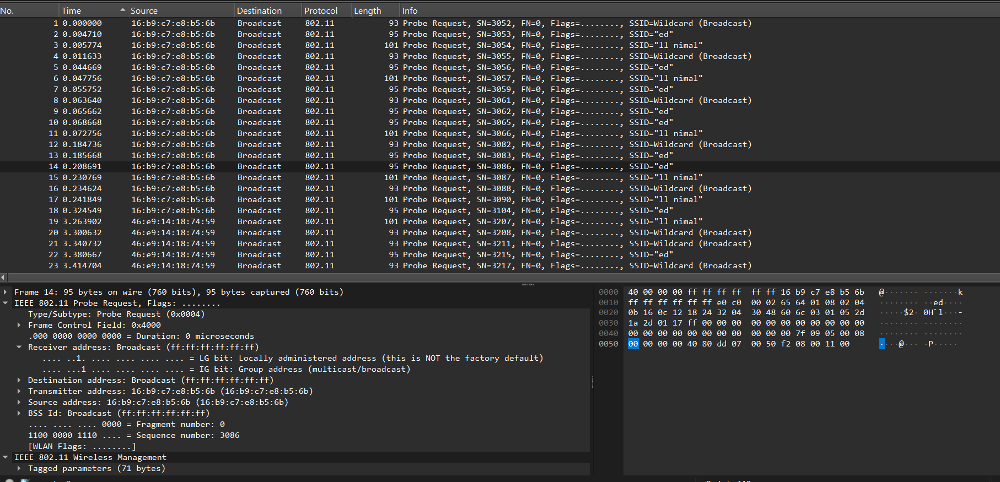 No. Time Source Destination Protocol Length Info
1 0.000000 16:b9:c7:e8:b5:6b Broadcast 802.11 93 Probe Request, SN=3052, FN=0, Flags=........, SSID=Wildcard (Broadcast)
2 0.004710 16:b9:c7:e8:b5:6b Broadcast 802.11 95 Probe Request, SN=3053, FN=0, Flags=........, SSID="ed"
3 0.005774 16:b9:c7:e8:b5:6b Broadcast 802.11 101 Probe Request, SN=3054, FN=0, Flags=........, SSID="ll nimal"
4 0.011633 16:b9:c7:e8:b5:6b Broadcast 802.11 93 Probe Request, SN=3055, FN=0, Flags=........, SSID=Wildcard (Broadcast)
5 0.044669 16:b9:c7:e8:b5:6b Broadcast 802.11 95 Probe Request, SN=3056, FN=0, Flags=........, SSID="ed"
6 0.047756 16:b9:c7:e8:b5:6b Broadcast 802.11 101 Probe Request, SN=3057, FN=0, Flags=........, SSID="ll nimal"
7 0.055752 16:b9:c7:e8:b5:6b Broadcast 802.11 95 Probe Request, SN=3059, FN=0, Flags=........, SSID="ed"
8 0.063640 16:b9:c7:e8:b5:6b Broadcast 802.11 93 Probe Request, SN=3061, FN=0, Flags=........, SSID=Wildcard (Broadcast)
9 0.065662 16:b9:c7:e8:b5:6b Broadcast 802.11 95 Probe Request, SN=3062, FN=0, Flags=........, SSID="ed"
10 0.068668 16:b9:c7:e8:b5:6b Broadcast 802.11 95 Probe Request, SN=3065, FN=0, Flags=........, SSID="ed"
11 0.072756 16:b9:c7:e8:b5:6b Broadcast 802.11 101 Probe Request, SN=3066, FN=0, Flags=........, SSID="ll nimal"
12 0.184736 16:b9:c7:e8:b5:6b Broadcast 802.11 93 Probe Request, SN=3082, FN=0, Flags=........, SSID=Wildcard (Broadcast)
13 0.185668 16:b9:c7:e8:b5:6b Broadcast 802.11 95 Probe Request, SN=3083, FN=0, Flags=........, SSID="ed"
14 0.208691 16:b9:c7:e8:b5:6b Broadcast 802.11 95 Probe Request, SN=3086, FN=0, Flags=........, SSID="ed"
15 0.230769 16:b9:c7:e8:b5:6b Broadcast 802.11 101 Probe Request, SN=3087, FN=0, Flags=........, SSID="ll nimal"
16 0.234624 16:b9:c7:e8:b5:6b Broadcast 802.11 93 Probe Request, SN=3088, FN=0, Flags=........, SSID=Wildcard (Broadcast)
17 0.241849 16:b9:c7:e8:b5:6b Broadcast 802.11 101 Probe Request, SN=3090, FN=0, Flags=........, SSID="ll nimal"
18 0.324549 16:b9:c7:e8:b5:6b Broadcast 802.11 95 Probe Request, SN=3104, FN=0, Flags=........, SSID="ed"
19 3.263902 46:e9:14:18:74:59 Broadcast 802.11 101 Probe Request, SN=3207, FN=0, Flags=........, SSID="ll nimal"
20 3.300632 46:e9:14:18:74:59 Broadcast 802.11 93 Probe Request, SN=3208, FN=0, Flags=........, SSID=Wildcard (Broadcast)
21 3.340732 46:e9:14:18:74:59 Broadcast 802.11 93 Probe Request, SN=3211, FN=0, Flags=........, SSID=Wildcard (Broadcast)
22 3.380667 46:e9:14:18:74:59 Broadcast 802.11 95 Probe Request, SN=3215, FN=0, Flags=........, SSID="ed"
23 3.414704 46:e9:14:18:74:59 Broadcast 802.11 93 Probe Request, SN=3217, FN=0, Flags=........, SSID=Wildcard (Broadcast)
Frame 14: 95 bytes on wire (760 bits), 95 bytes captured (760 bits)
IEEE 802.11 Probe Request, Flags: ........
Type/Subtype: Probe Request (0x0004)
Frame Control Field: 0x4000
.000 0000 0000 0000 = Duration: 0 microseconds
Receiver address: Broadcast (ff:ff:ff:ff:ff:ff)
.... ..1. .... .... .... .... = LG bit: Locally administered address (this is NOT the factory default)
.... ...1 .... .... .... .... = IG bit: Group address (multicast/broadcast)
Destination address: Broadcast (ff:ff:ff:ff:ff:ff)
Transmitter address: 16:b9:c7:e8:b5:6b (16:b9:c7:e8:b5:6b)
Source address: 16:b9:c7:e8:b5:6b (16:b9:c7:e8:b5:6b)
BSS Id: Broadcast (ff:ff:ff:ff:ff:ff)
.... .... .... 0000 = Fragment number: 0
1100 0000 1110 .... = Sequence number: 3086
[WLAN Flags: ........]
IEEE 802.11 Wireless Management
Tagged parameters (71 bytes)
0000 40 00 00 00 ff ff ff ff ff ff 16 b9 c7 e8 b5 6b @······· ·······k
0010 ff ff ff ff ff ff e0 c0 00 02 65 64 01 08 02 04 ········ ··ed····
0020 0b 16 0c 12 18 24 32 04 30 48 60 6c 03 01 05 2d ·····$2· 0H`l···-
0030 1a 2d 01 17 ff 00 00 00 00 00 00 00 00 00 00 00 ·-······ ········
0040 00 00 00 00 00 00 00 00 00 00 00 7f 09 05 00 08 ········ ········
0050 00 00 00 00 40 80 dd 07 00 50 f2 08 00 11 00 ····@··· ·P·····